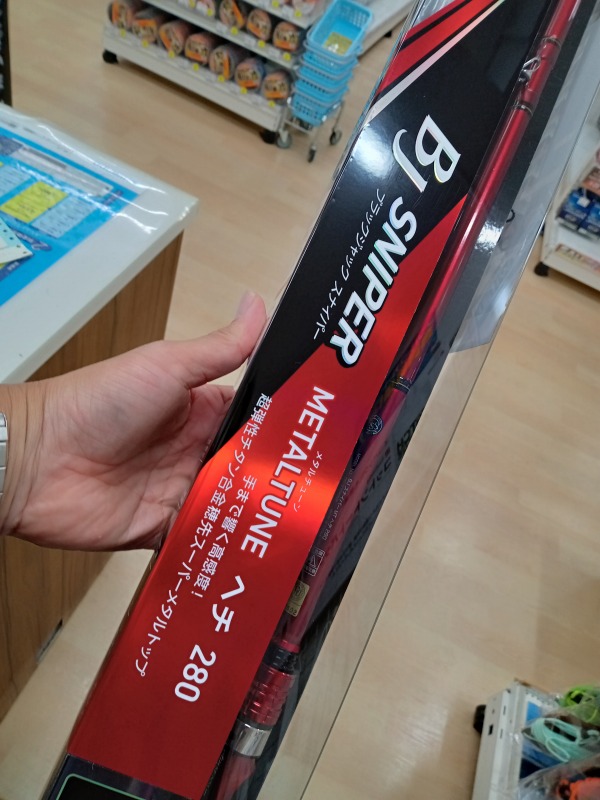 BJ SNIPER
ブラックジャック スナイパー
メタルチューン
METALTUNE ヘチ 280
手まで響く高感度!
超弾性チタン合金穂先スーパーメタルトップ